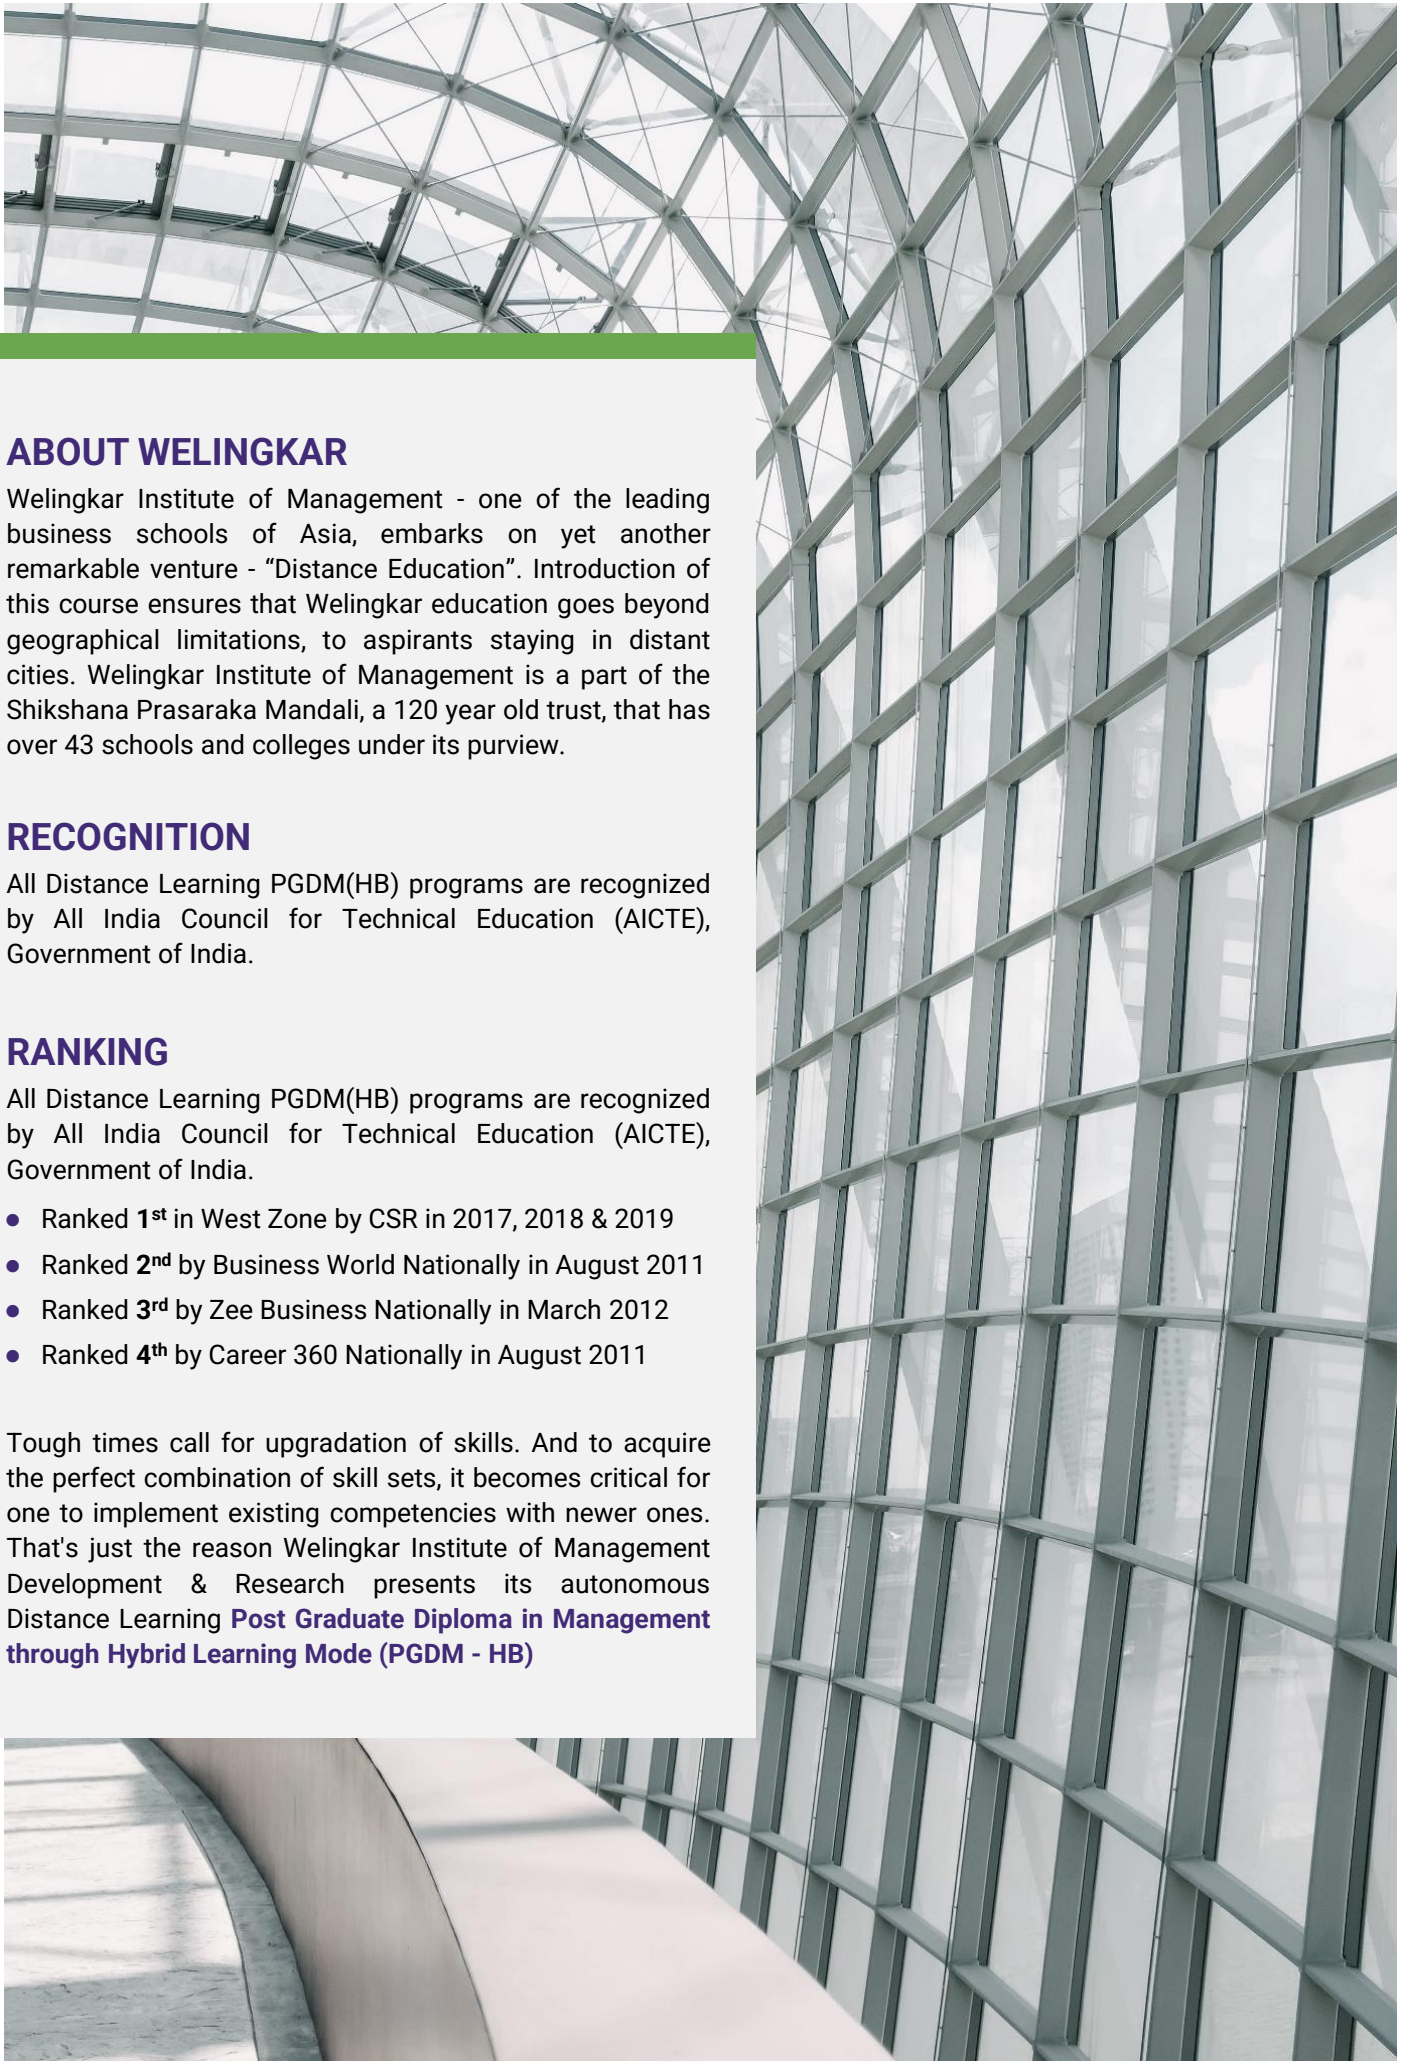 ABOUT WELINGKAR
Welingkar Institute of Management - one of the leading
business schools of Asia, embarks on yet another
remarkable venture - “Distance Education”. Introduction of
this course ensures that Welingkar education goes beyond
geographical limitations, to aspirants staying in distant
cities. Welingkar Institute of Management is a part of the
Shikshana Prasaraka Mandali, a 120 year old trust, that has
over 43 schools and colleges under its purview.
RECOGNITION
All Distance Learning PGDM(HB) programs are recognized
by All India Council for Technical Education (AICTE),
Government of India.
RANKING
All Distance Learning PGDM(HB) programs are recognized
by All India Council for Technical Education (AICTE),
Government of India.
● Ranked 1st in West Zone by CSR in 2017, 2018 & 2019
● Ranked 2nd by Business World Nationally in August 2011
● Ranked 3rd by Zee Business Nationally in March 2012
● Ranked 4th by Career 360 Nationally in August 2011
Tough times call for upgradation of skills. And to acquire
the perfect combination of skill sets, it becomes critical for
one to implement existing competencies with newer ones.
That's just the reason Welingkar Institute of Management
Development & Research presents its autonomous
Distance Learning Post Graduate Diploma in Management
through Hybrid Learning Mode (PGDM - HB)